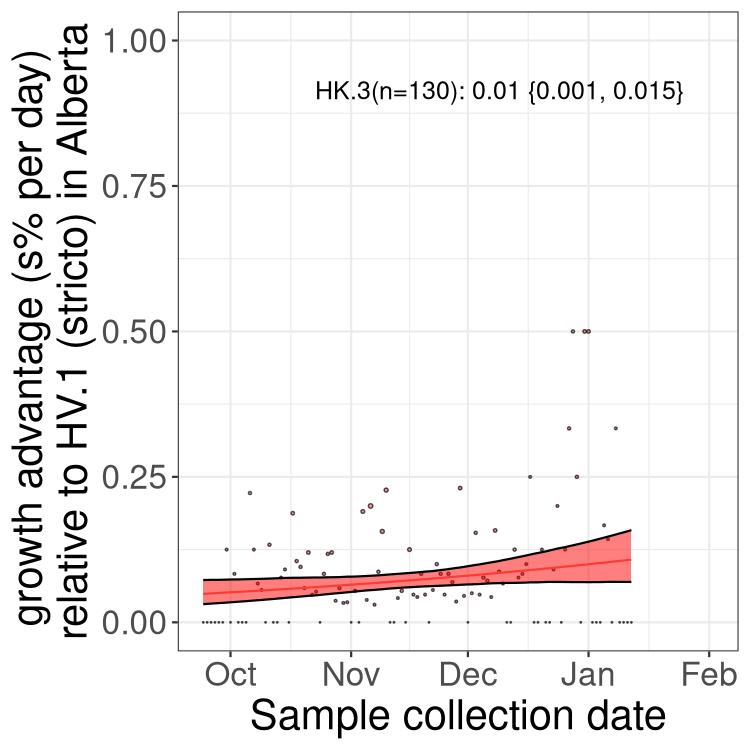 growth advantage (s% per day)
relative to HV.1 (stricto) in Alberta
1.00
HK.3(n=130): 0.01 {0.001, 0.015}
0.75
0.50
0.25
0.00
Oct Nov Dec Jan Feb
Sample collection date